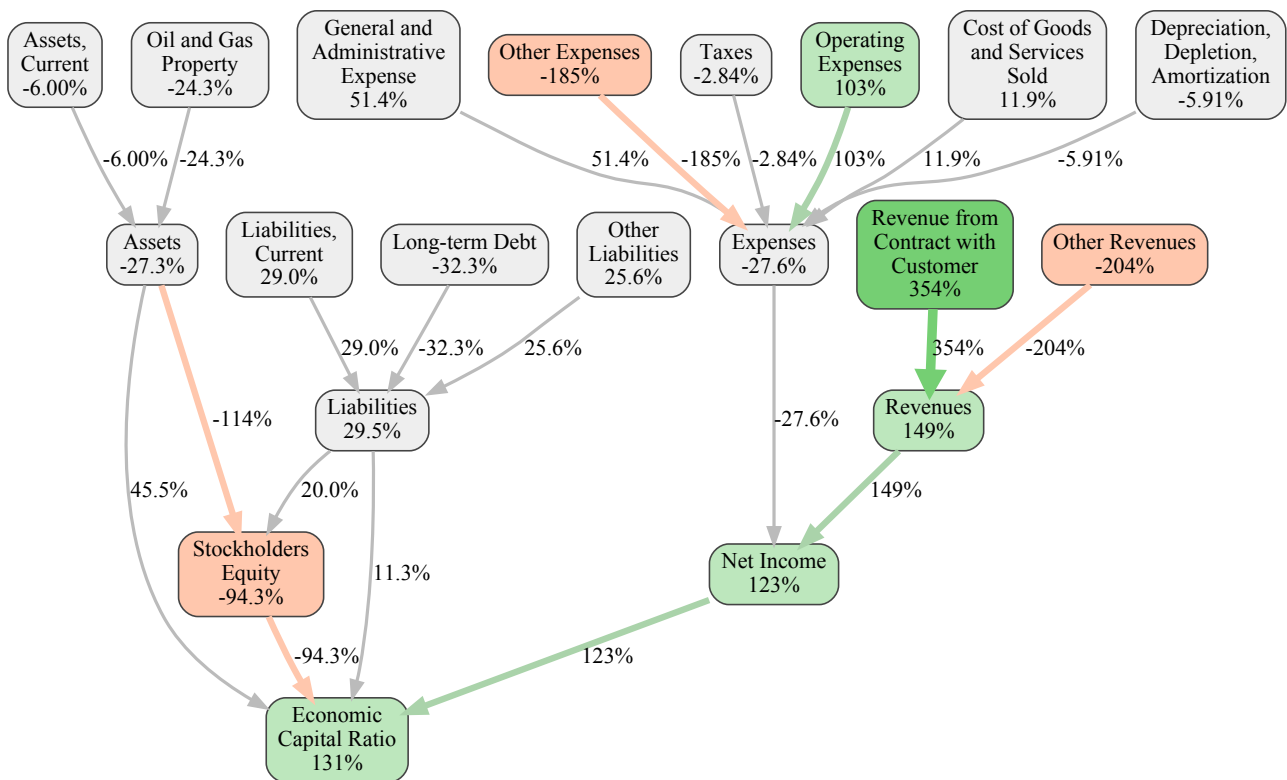 Assets,
Current
-6.00%
Oil and Gas
Property
-24.3%
General and
Administrative
Expense
51.4%
Other Expenses
-185%
Taxes
-2.84%
Operating
Expenses
103%
Cost of Goods
and Services
Sold
11.9%
Depreciation,
Depletion,
Amortization
-5.91%
-6.00%
-24.3%
51.4%
-185%
-2.84%
103%
11.9%
-5.91%
Assets
-27.3%
Liabilities,
Current
29.0%
Long-term Debt
-32.3%
Other
Liabilities
25.6%
Expenses
-27.6%
Revenue from
Contract with
Customer
354%
Other Revenues
-204%
29.0%
-32.3%
25.6%
354%
-204%
-114%
Liabilities
29.5%
-27.6%
Revenues
149%
45.5%
20.0%
149%
Stockholders
Equity
-94.3%
11.3%
Net Income
123%
-94.3%
123%
Economic
Capital Ratio
131%